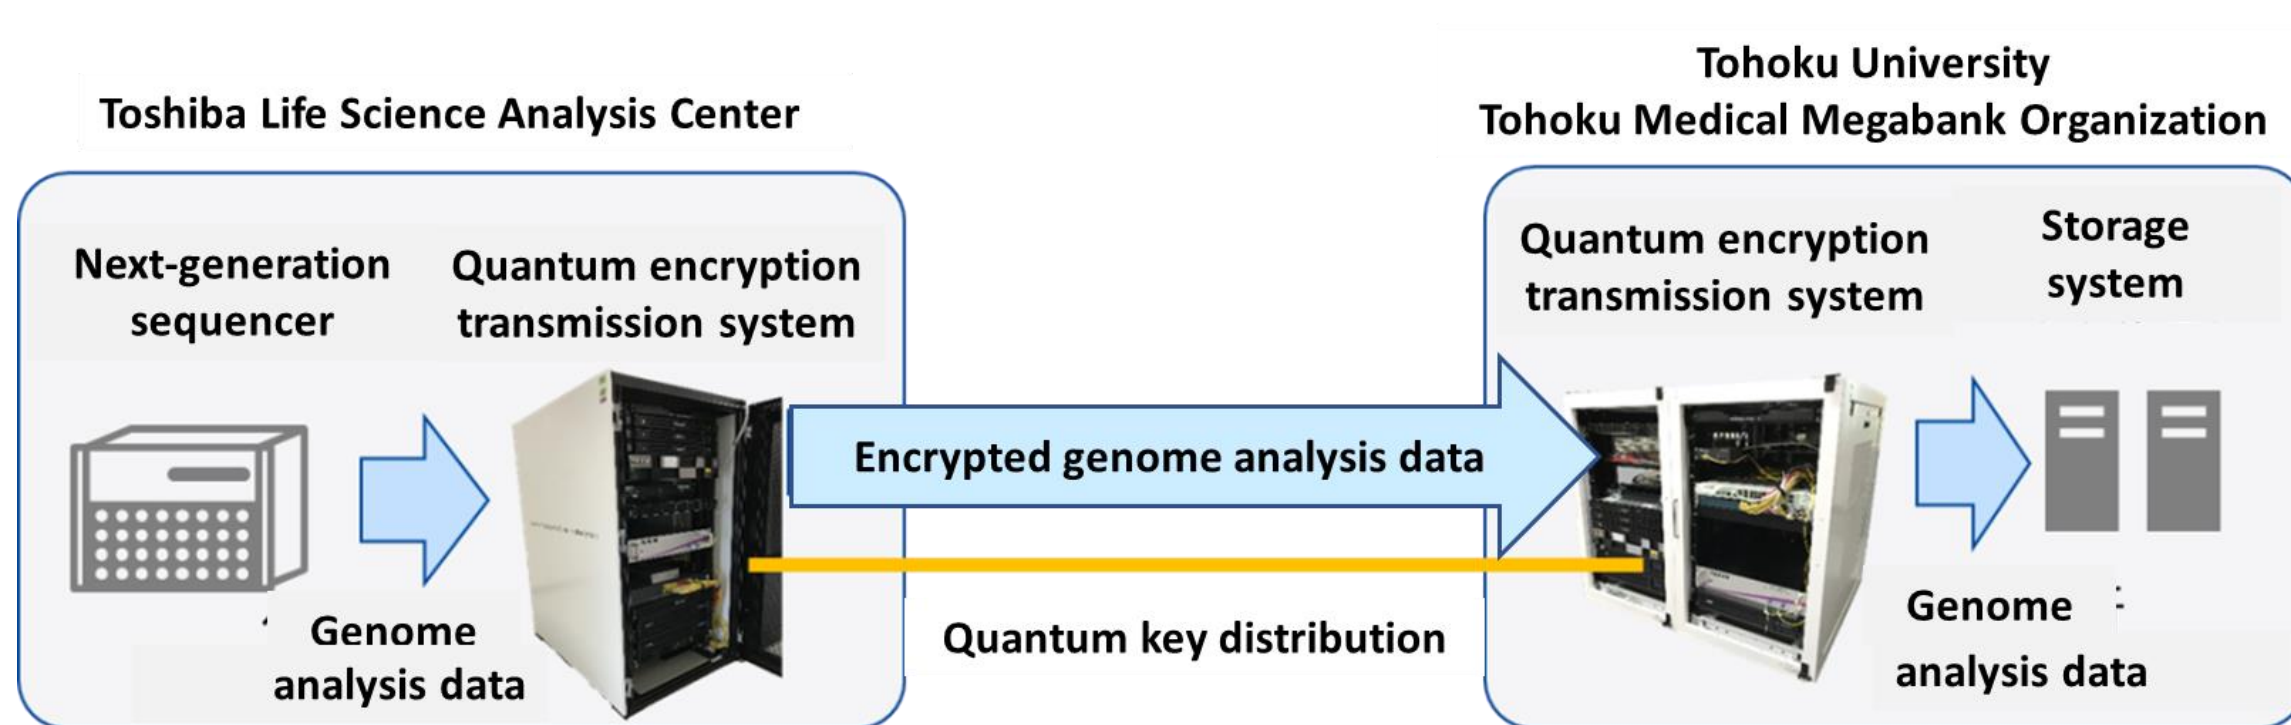 Toshiba Life Science Analysis Center
Tohoku University
Tohoku Medical Megabank Organization
Next-generation
sequencer
Quantum encryption
transmission system
Quantum encryption
transmission system
Storage
system
Encrypted genome analysis data
Genome
analysis data
Quantum key distribution
Genome
analysis data